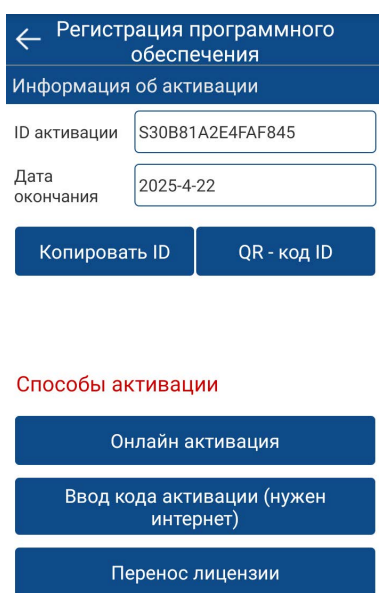 Регистрация программного
обеспечения
Информация об активации
ID активации
S30B81A2E4FAF845
Дата
окончания
2025-4-22
Копировать ID
QR - код ID
Способы активации
Онлайн активация
Ввод кода активации (нужен
интернет)
Перенос лицензии